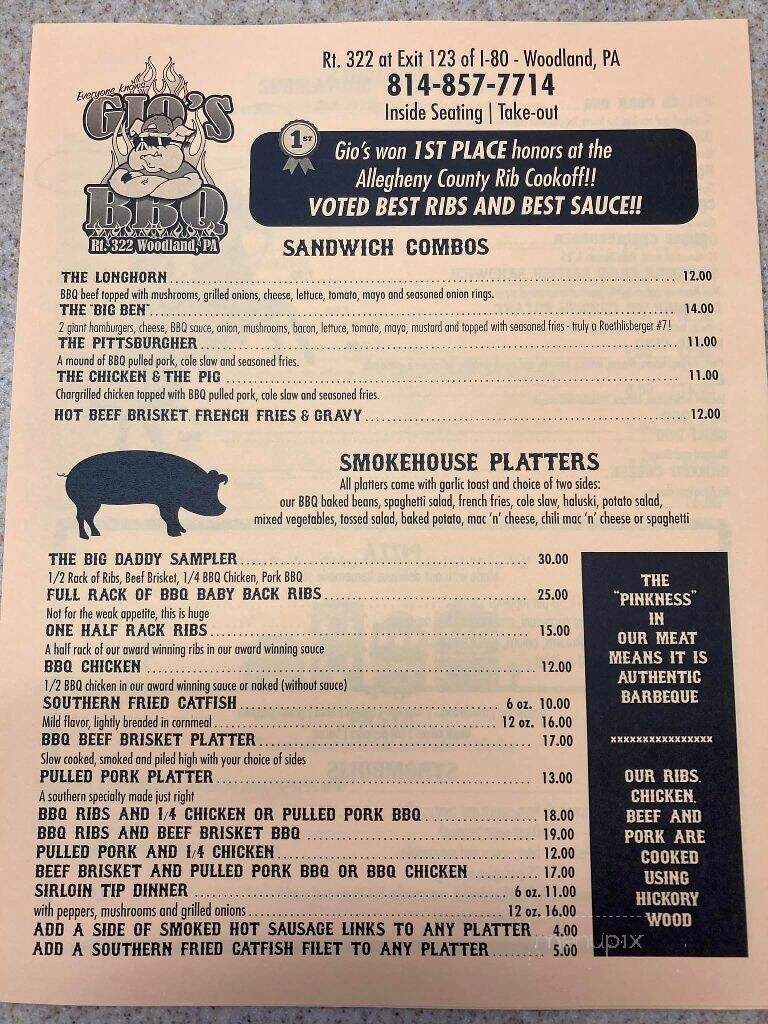 Everyone knows
GIO'S
BBQ
Rt. 322 Woodland, PA
Rt. 322 at Exit 123 of I-80 - Woodland, PA
814-857-7714
Inside Seating | Take-out
1ST
Gio's won 1ST PLACE honors at the
Allegheny County Rib Cookoff!!
VOTED BEST RIBS AND BEST SAUCE!!
SANDWICH COMBOS
THE LONGHORN 12.00
BBQ beef topped with mushrooms, grilled onions, cheese, lettuce, tomato, mayo and seasoned onion rings.
THE "BIG BEN" 14.00
2 giant hamburgers, cheese, BBQ sauce, onion, mushrooms, bacon, lettuce, tomato, mayo, mustard and topped with seasoned fries - truly a Roethlisberger #7!
THE PITTSBURGHER 11.00
A mound of BBQ pulled pork, cole slaw and seasoned fries.
THE CHICKEN & THE PIG 11.00
Chargrilled chicken topped with BBQ pulled pork, cole slaw and seasoned fries.
HOT BEEF BRISKET, FRENCH FRIES & GRAVY 12.00
SMOKEHOUSE PLATTERS
All platters come with garlic toast and choice of two sides:
our BBQ baked beans, spaghetti salad, french fries, cole slaw, haluski, potato salad,
mixed vegetables, tossed salad, baked potato, mac 'n' cheese, chili mac 'n' cheese or spaghetti
THE BIG DADDY SAMPLER 30.00
1/2 Rack of Ribs, Beef Brisket, 1/4 BBQ Chicken, Pork BBQ
FULL RACK OF BBQ BABY BACK RIBS 25.00
Not for the weak appetite, this is huge
ONE HALF RACK RIBS 15.00
A half rack of our award winning ribs in our award winning sauce
BBQ CHICKEN 12.00
1/2 BBQ chicken in our award winning sauce or naked (without sauce)
SOUTHERN FRIED CATFISH 6 oz. 10.00
Mild flavor, lightly breaded in cornmeal 12 oz. 16.00
BBQ BEEF BRISKET PLATTER 17.00
Slow cooked, smoked and piled high with your choice of sides
PULLED PORK PLATTER 13.00
A southern specialty made just right
BBQ RIBS AND 1/4 CHICKEN OR PULLED PORK BBQ 18.00
BBQ RIBS AND BEEF BRISKET BBQ 19.00
PULLED PORK AND 1/4 CHICKEN 12.00
BEEF BRISKET AND PULLED PORK BBQ OR BBQ CHICKEN 17.00
SIRLOIN TIP DINNER 6 oz. 11.00
with peppers, mushrooms and grilled onions 12 oz. 16.00
ADD A SIDE OF SMOKED HOT SAUSAGE LINKS TO ANY PLATTER 4.00
ADD A SOUTHERN FRIED CATFISH FILET TO ANY PLATTER 5.00
THE
"PINKNESS"
IN
OUR MEAT
MEANS IT IS
AUTHENTIC
BARBEQUE
xxxxxxxxxxxxxxxxx
OUR RIBS,
CHICKEN,
BEEF AND
PORK ARE
COOKED
USING
HICKORY
WOOD
menupix